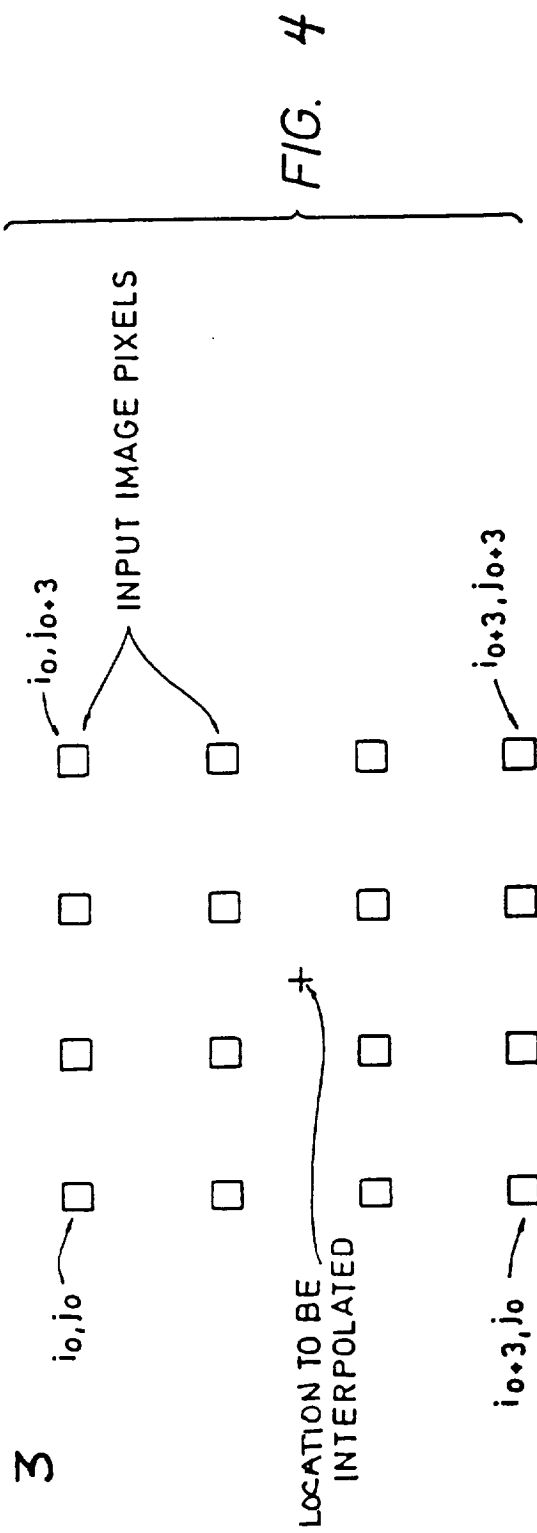 3
i0,j0
i0,j0+3
INPUT IMAGE PIXELS
LOCATION TO BE
INTERPOLATED
i0+3,j0
i0+3,j0+3
FIG. 4